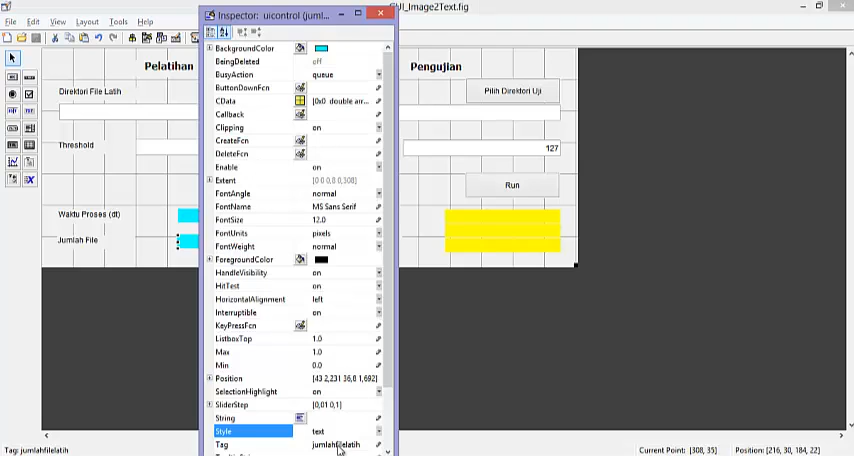 Inspector: uicontrol (juml...
GUI_Image2Text.fig
File Edit View Layout Tools Help
Pelatihan
Pengujian
Direktori File Latih
Pilih Direktori Uji
Threshold
127
Run
Waktu Proses (dt)
Jumlah File
BackgroundColor
BeingDeleted off
BusyAction queue
ButtonDownFcn
CData [0x0 double arr...
Callback
Clipping on
CreateFcn
DeleteFcn
Enable on
Extent [0 0 0,8 0,308]
FontAngle normal
FontName MS Sans Serif
FontSize 12.0
FontUnits pixels
FontWeight normal
ForegroundColor
HandleVisibility on
HitTest on
HorizontalAlignment left
Interruptible on
KeyPressFcn
ListboxTop 1.0
Max 1.0
Min 0.0
Position [43 2,231 36,8 1,692]
SelectionHighlight on
SliderStep [0,01 0,1]
String
Style text
Tag jumlahfilelatih
Tag: jumlahfilelatih
Current Point: [308, 35]
Position: [216, 30, 184, 22]